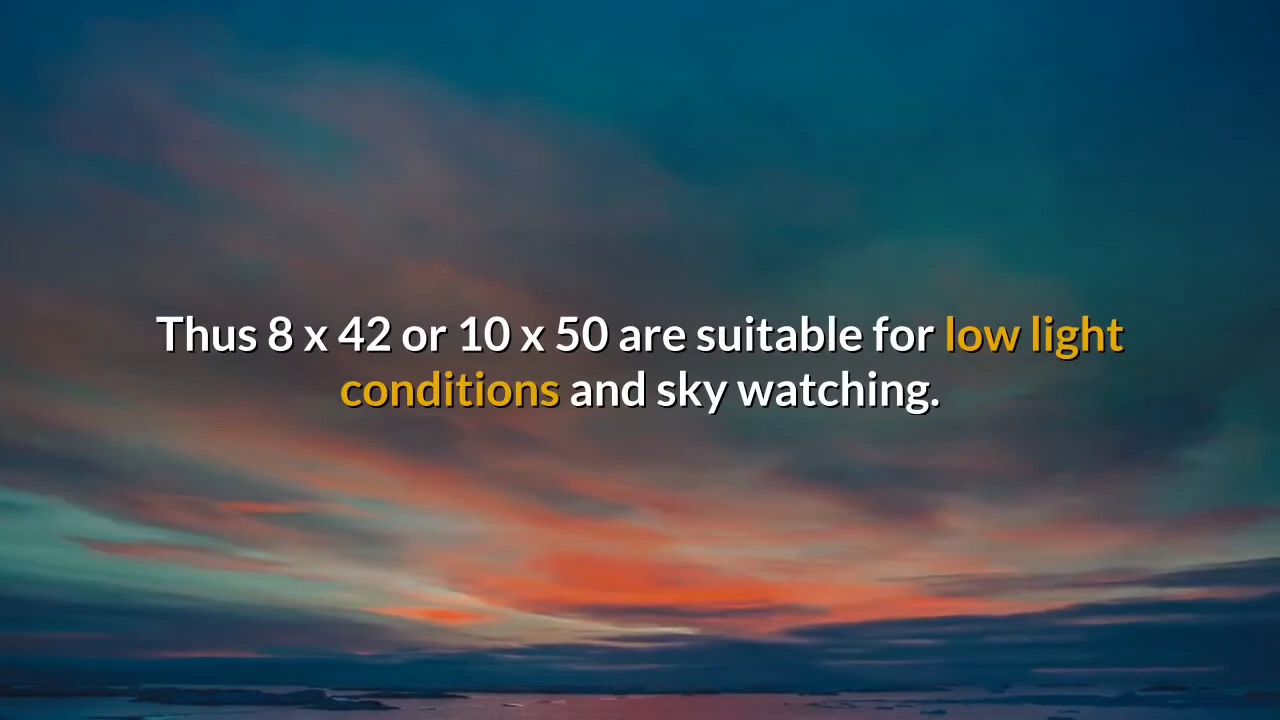 Thus 8 x 42 or 10 x 50 are suitable for low light
conditions and sky watching.